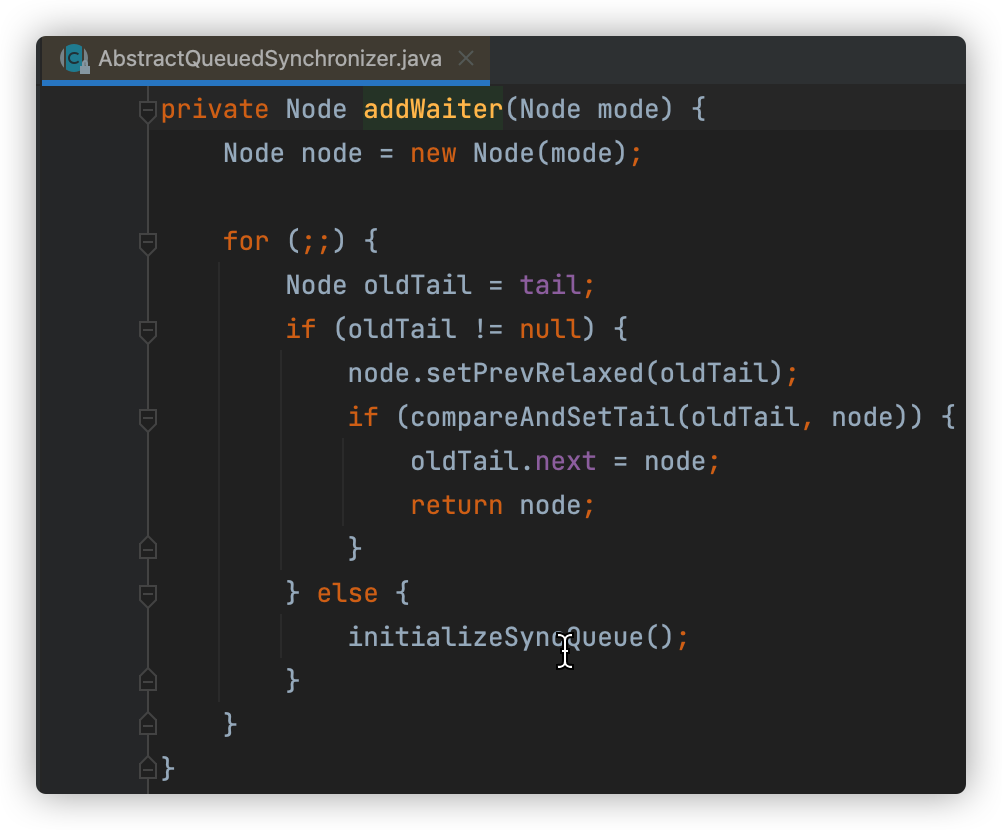 AbstractQueuedSynchronizer.java
private Node addWaiter(Node mode) {
    Node node = new Node(mode);

    for (;;) {
        Node oldTail = tail;
        if (oldTail != null) {
            node.setPrevRelaxed(oldTail);
            if (compareAndSetTail(oldTail, node)) {
                oldTail.next = node;
                return node;
            }
        } else {
            initializeSyncQueue();
        }
    }
}